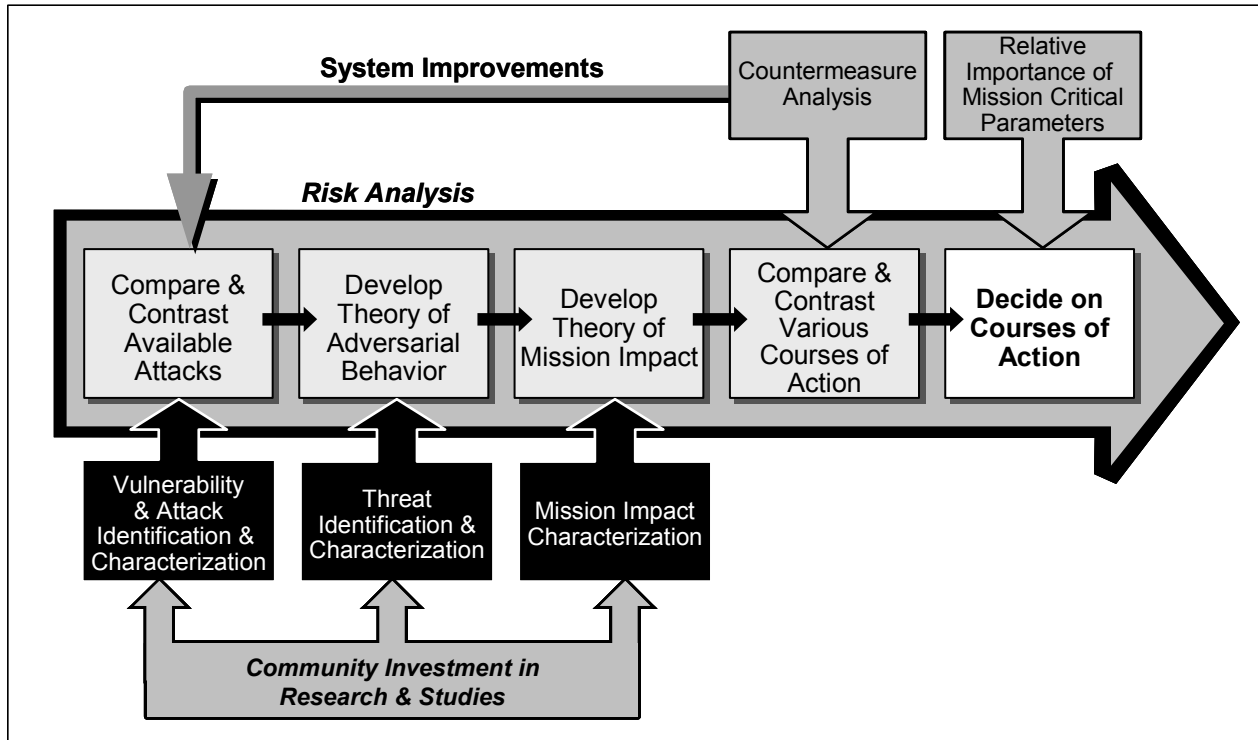 System Improvements
Countermeasure
Analysis
Relative
Importance of
Mission Critical
Parameters
Risk Analysis
Compare &
Contrast
Available
Attacks
Develop
Theory of
Adversarial
Behavior
Develop
Theory of
Mission Impact
Compare &
Contrast
Various
Courses of
Action
Decide on
Courses of
Action
Vulnerability
& Attack
Identification &
Characterization
Threat
Identification &
Characterization
Mission Impact
Characterization
Community Investment in
Research & Studies